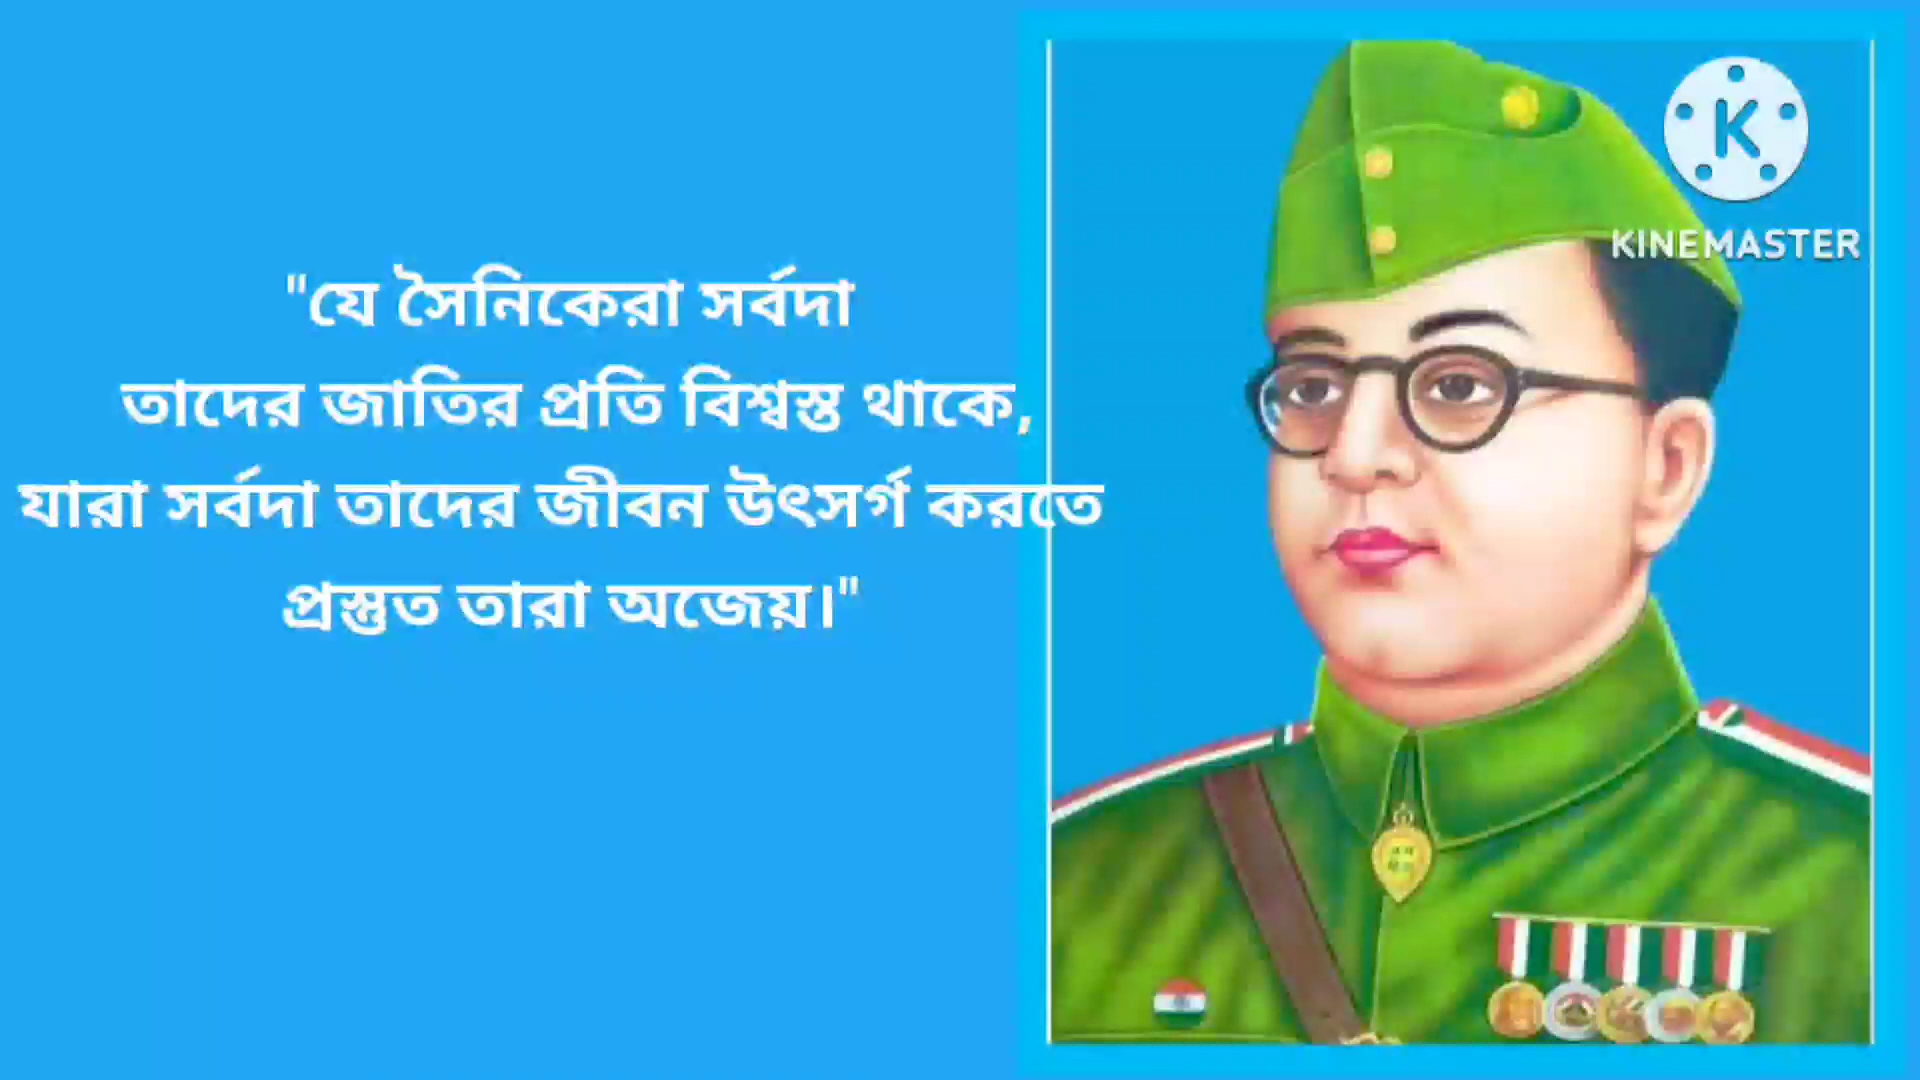 "যে সৈনিকেরা সর্বদা
তাদের জাতির প্রতি বিশ্বস্ত থাকে,
যারা সর্বদা তাদের জীবন উৎসর্গ করতে
প্রস্তুত তারা অজেয়।"
K
KINEMASTER